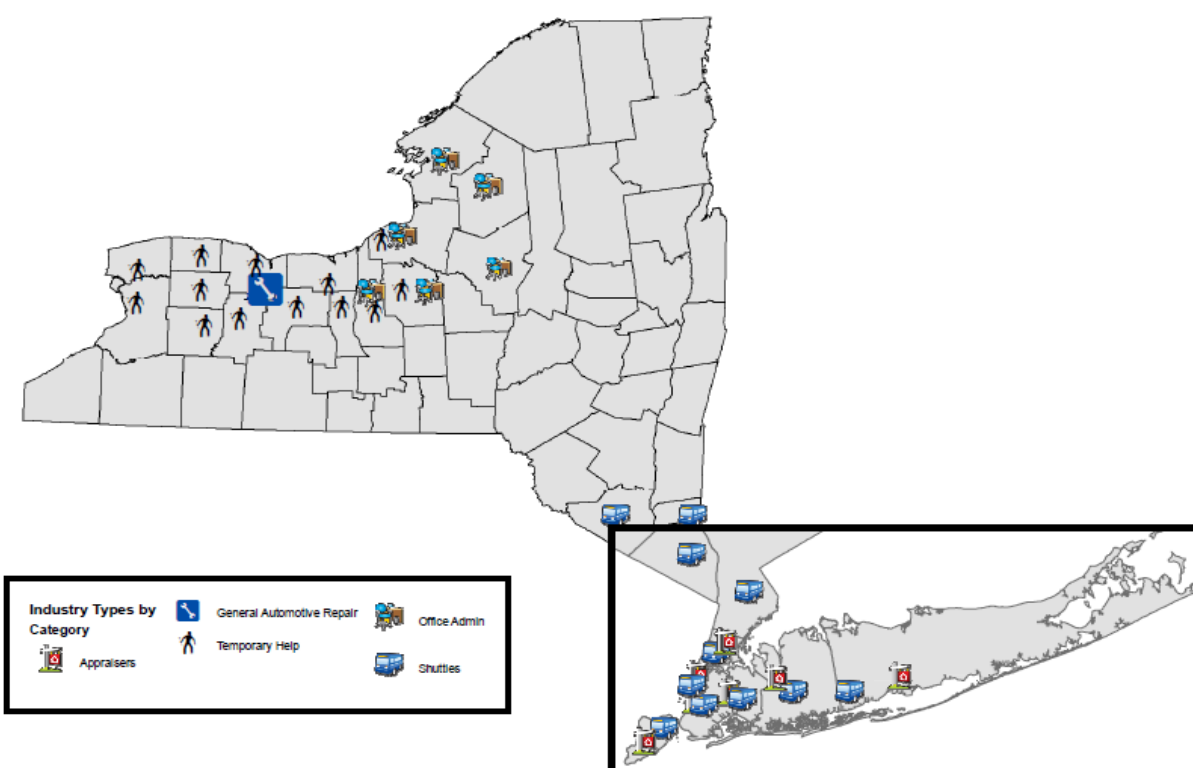 Industry Types by
Category
Appraisers
General Automotive Repair
Temporary Help
Office Admin
Shuttles